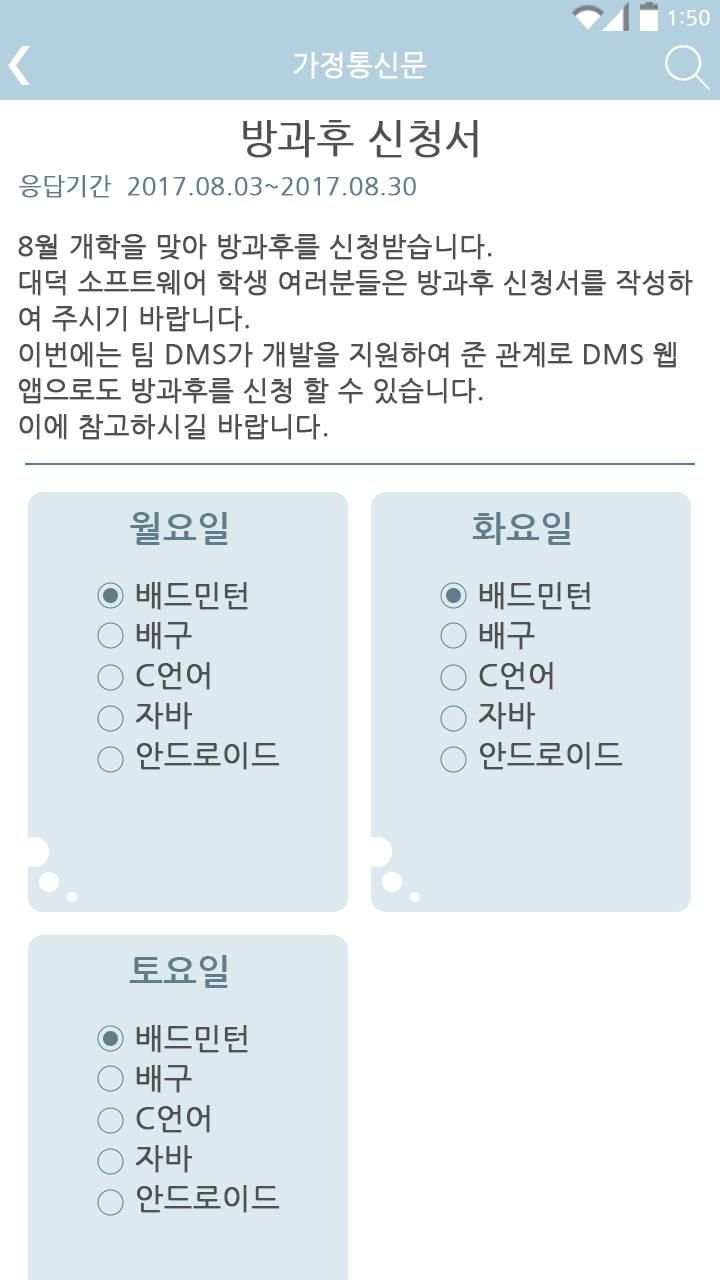 1:50
가정통신문
방과후 신청서
응답기간 2017.08.03~2017.08.30
8월 개학을 맞아 방과후를 신청받습니다.
대덕 소프트웨어 학생 여러분들은 방과후 신청서를 작성하
여 주시기 바랍니다.
이번에는 팀 DMS가 개발을 지원하여 준 관계로 DMS 웹
앱으로도 방과후를 신청 할 수 있습니다.
이에 참고하시길 바랍니다.
월요일
배드민턴
배구
C언어
자바
안드로이드
화요일
배드민턴
배구
C언어
자바
안드로이드
토요일
배드민턴
배구
C언어
자바
안드로이드